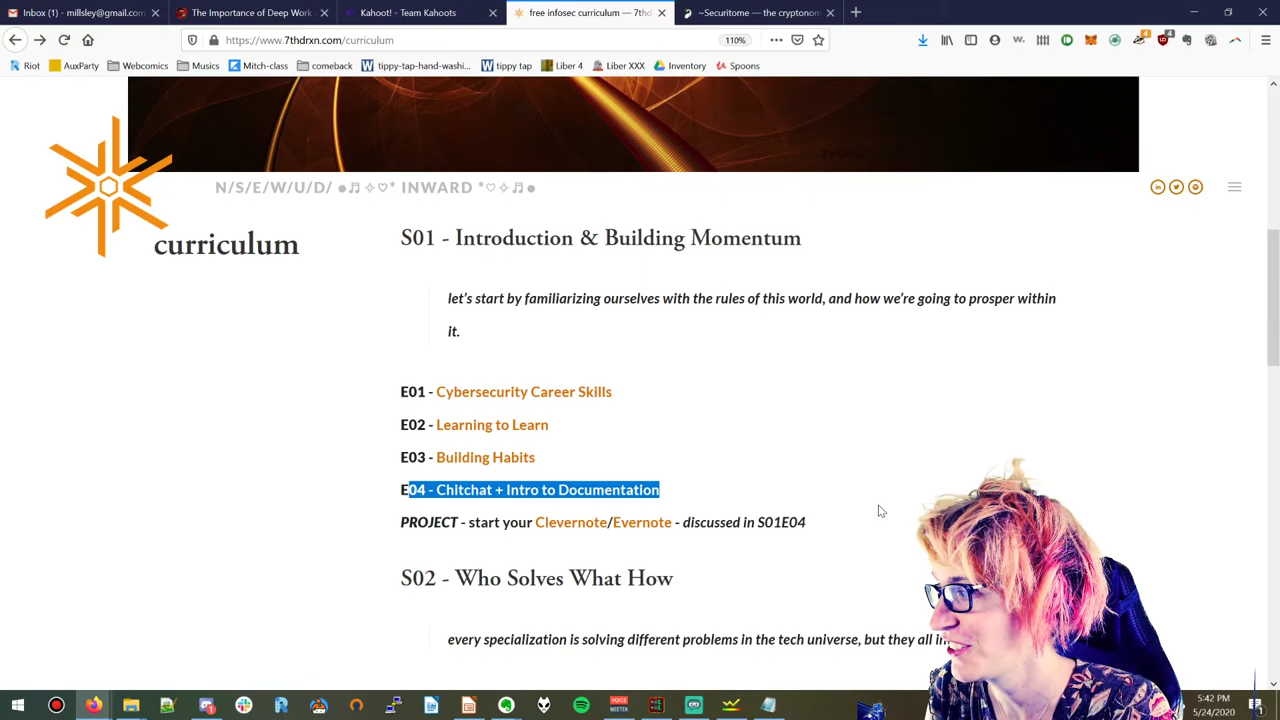 Inbox (1) - millsley@gmail.com
The Importance of Deep Work
Kahoot! - Team Kahoots
free infosec curriculum — 7thd
~Securitome — the cryptonom
https://www.7thdrxn.com/curriculum
110%
Riot
AuxParty
Webcomics
Musics
Mitch-class
comeback
tippy-tap-hand-washi...
tippy tap
Liber 4
Liber XXX
Inventory
Spoons
N/S/E/W/U/D/ ●♫✧♡* INWARD *♡✧♫●
curriculum
S01 - Introduction & Building Momentum
let's start by familiarizing ourselves with the rules of this world, and how we're going to prosper within
it.
E01 - Cybersecurity Career Skills
E02 - Learning to Learn
E03 - Building Habits
E04 - Chitchat + Intro to Documentation
PROJECT - start your Clevernote/Evernote - discussed in S01E04
S02 - Who Solves What How
every specialization is solving different problems in the tech universe, but they all
VOICE
MEETER
5:42 PM
5/24/2020